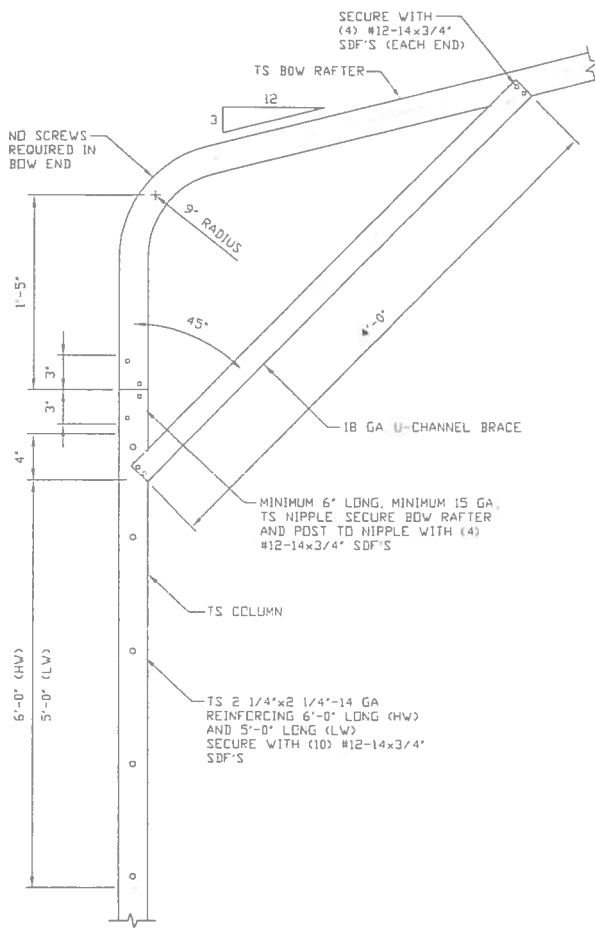 SECURE WITH
(4) #12-14x3/4"
SDF'S (EACH END)
TS BOW RAFTER
12
3
NO SCREWS
REQUIRED IN
BOW END
9" RADIUS
1'-5"
45°
4'-0"
3"
3"
4"
18 GA U-CHANNEL BRACE
MINIMUM 6" LONG, MINIMUM 15 GA,
TS NIPPLE SECURE BOW RAFTER
AND POST TO NIPPLE WITH (4)
#12-14x3/4" SDF'S
TS COLUMN
6'-0" (HW)
5'-0" (LW)
TS 2 1/4"x2 1/4"-14 GA
REINFORCING 6'-0" LONG (HW)
AND 5'-0" LONG (LW)
SECURE WITH (10) #12-14x3/4"
SDF'S